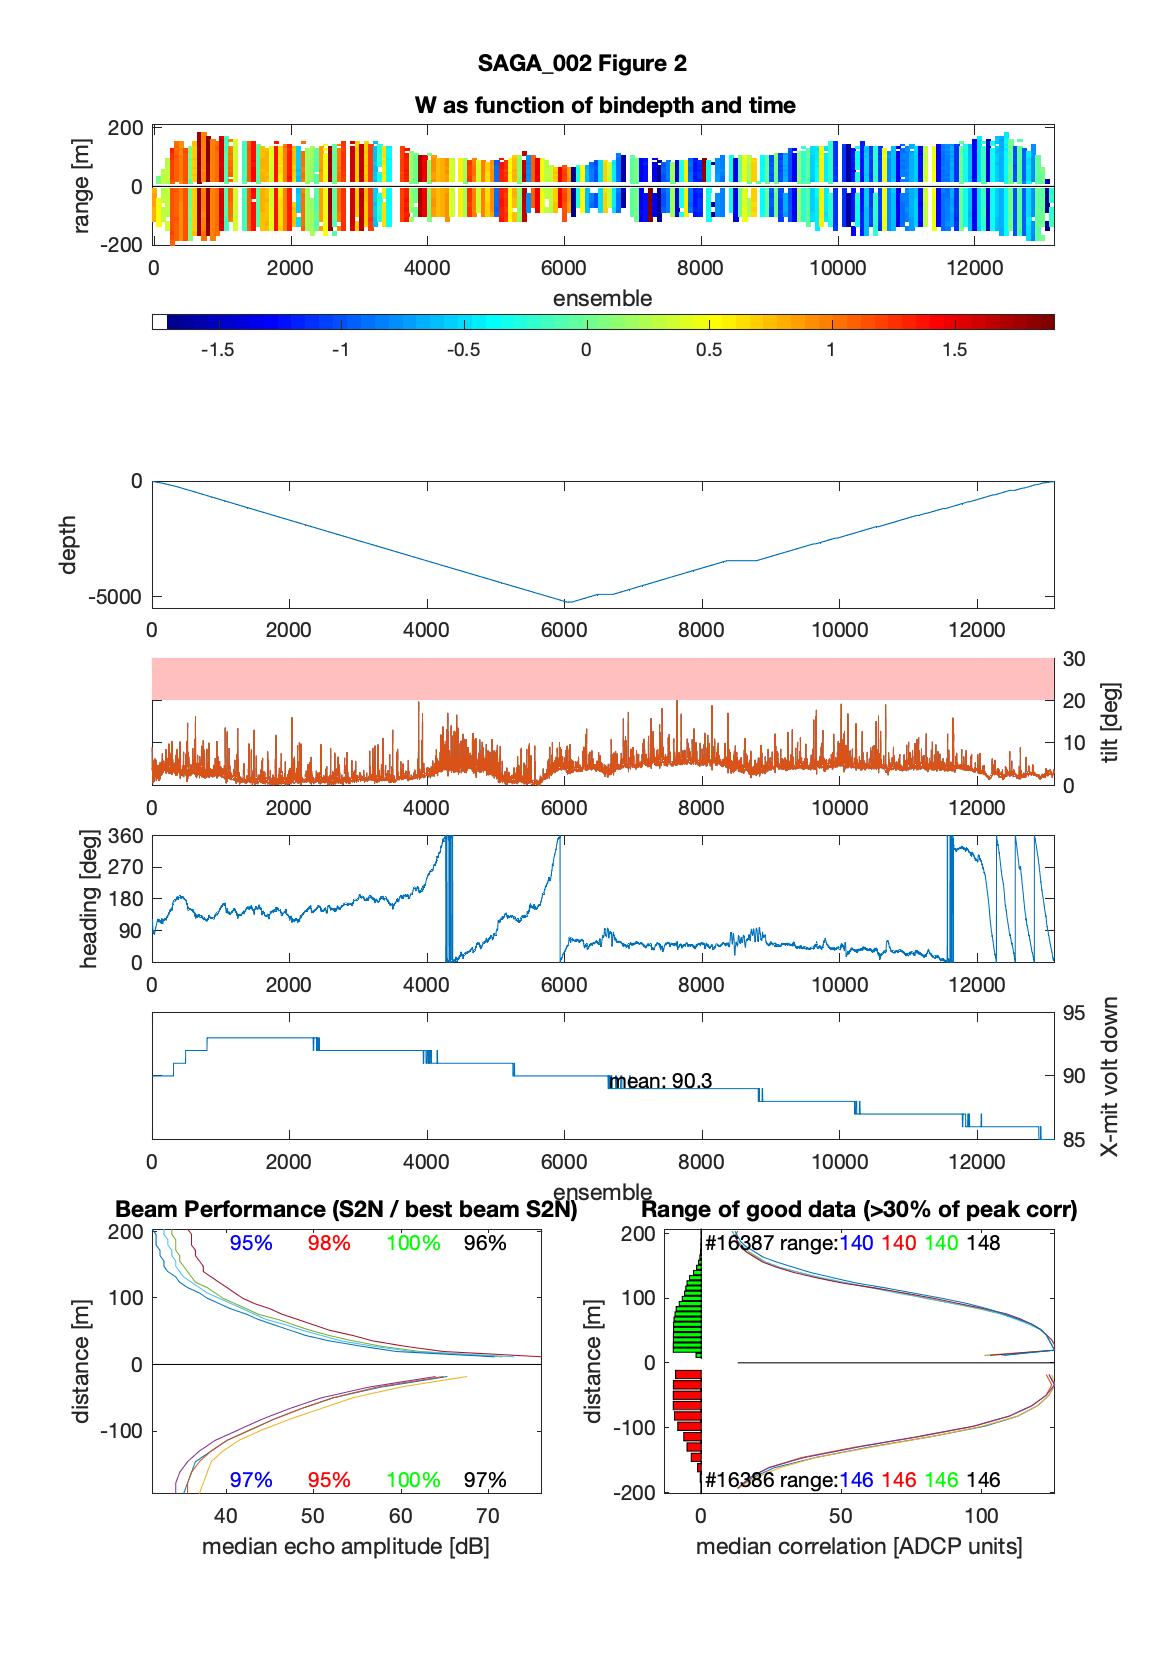 SAGA_002 Figure 2
W as function of bindepth and time
range [m]
200
0
-200
0 2000 4000 6000 8000 10000 12000
ensemble
-1.5 -1 -0.5 0 0.5 1 1.5
depth
0
-5000
0 2000 4000 6000 8000 10000 12000
30
20
10
0
tilt [deg]
0 2000 4000 6000 8000 10000 12000
heading [deg]
360
270
180
90
0
0 2000 4000 6000 8000 10000 12000
95
90
85
X-mit volt down
mean: 90.3
0 2000 4000 6000 8000 10000 12000
ensemble
Beam Performance (S2N / best beam S2N)
95% 98% 100% 96%
distance [m]
200
100
0
-100
97% 95% 100% 97%
40 50 60 70
median echo amplitude [dB]
Range of good data (>30% of peak corr)
#16387 range:140 140 140 148
distance [m]
200
100
0
-100
-200
#16386 range:146 146 146 146
0 50 100
median correlation [ADCP units]